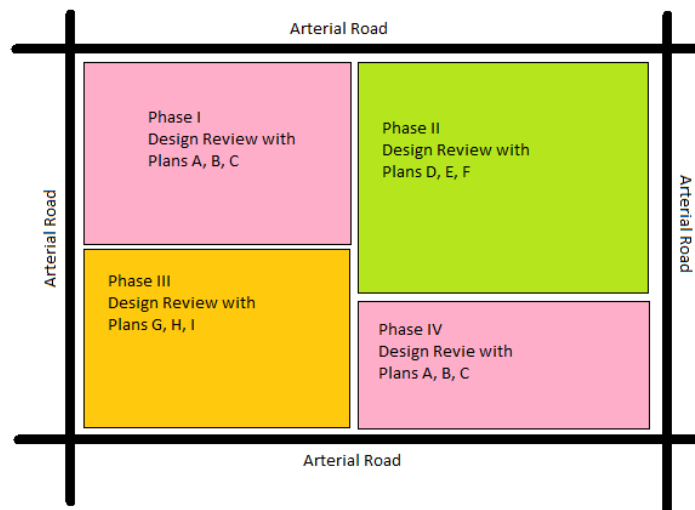 Arterial Road
Phase I
Design Review with
Plans A, B, C
Phase II
Design Review with
Plans D, E, F
Arterial Road
Arterial Road
Phase III
Design Review with
Plans G, H, I
Phase IV
Design Revie with
Plans A, B, C
Arterial Road